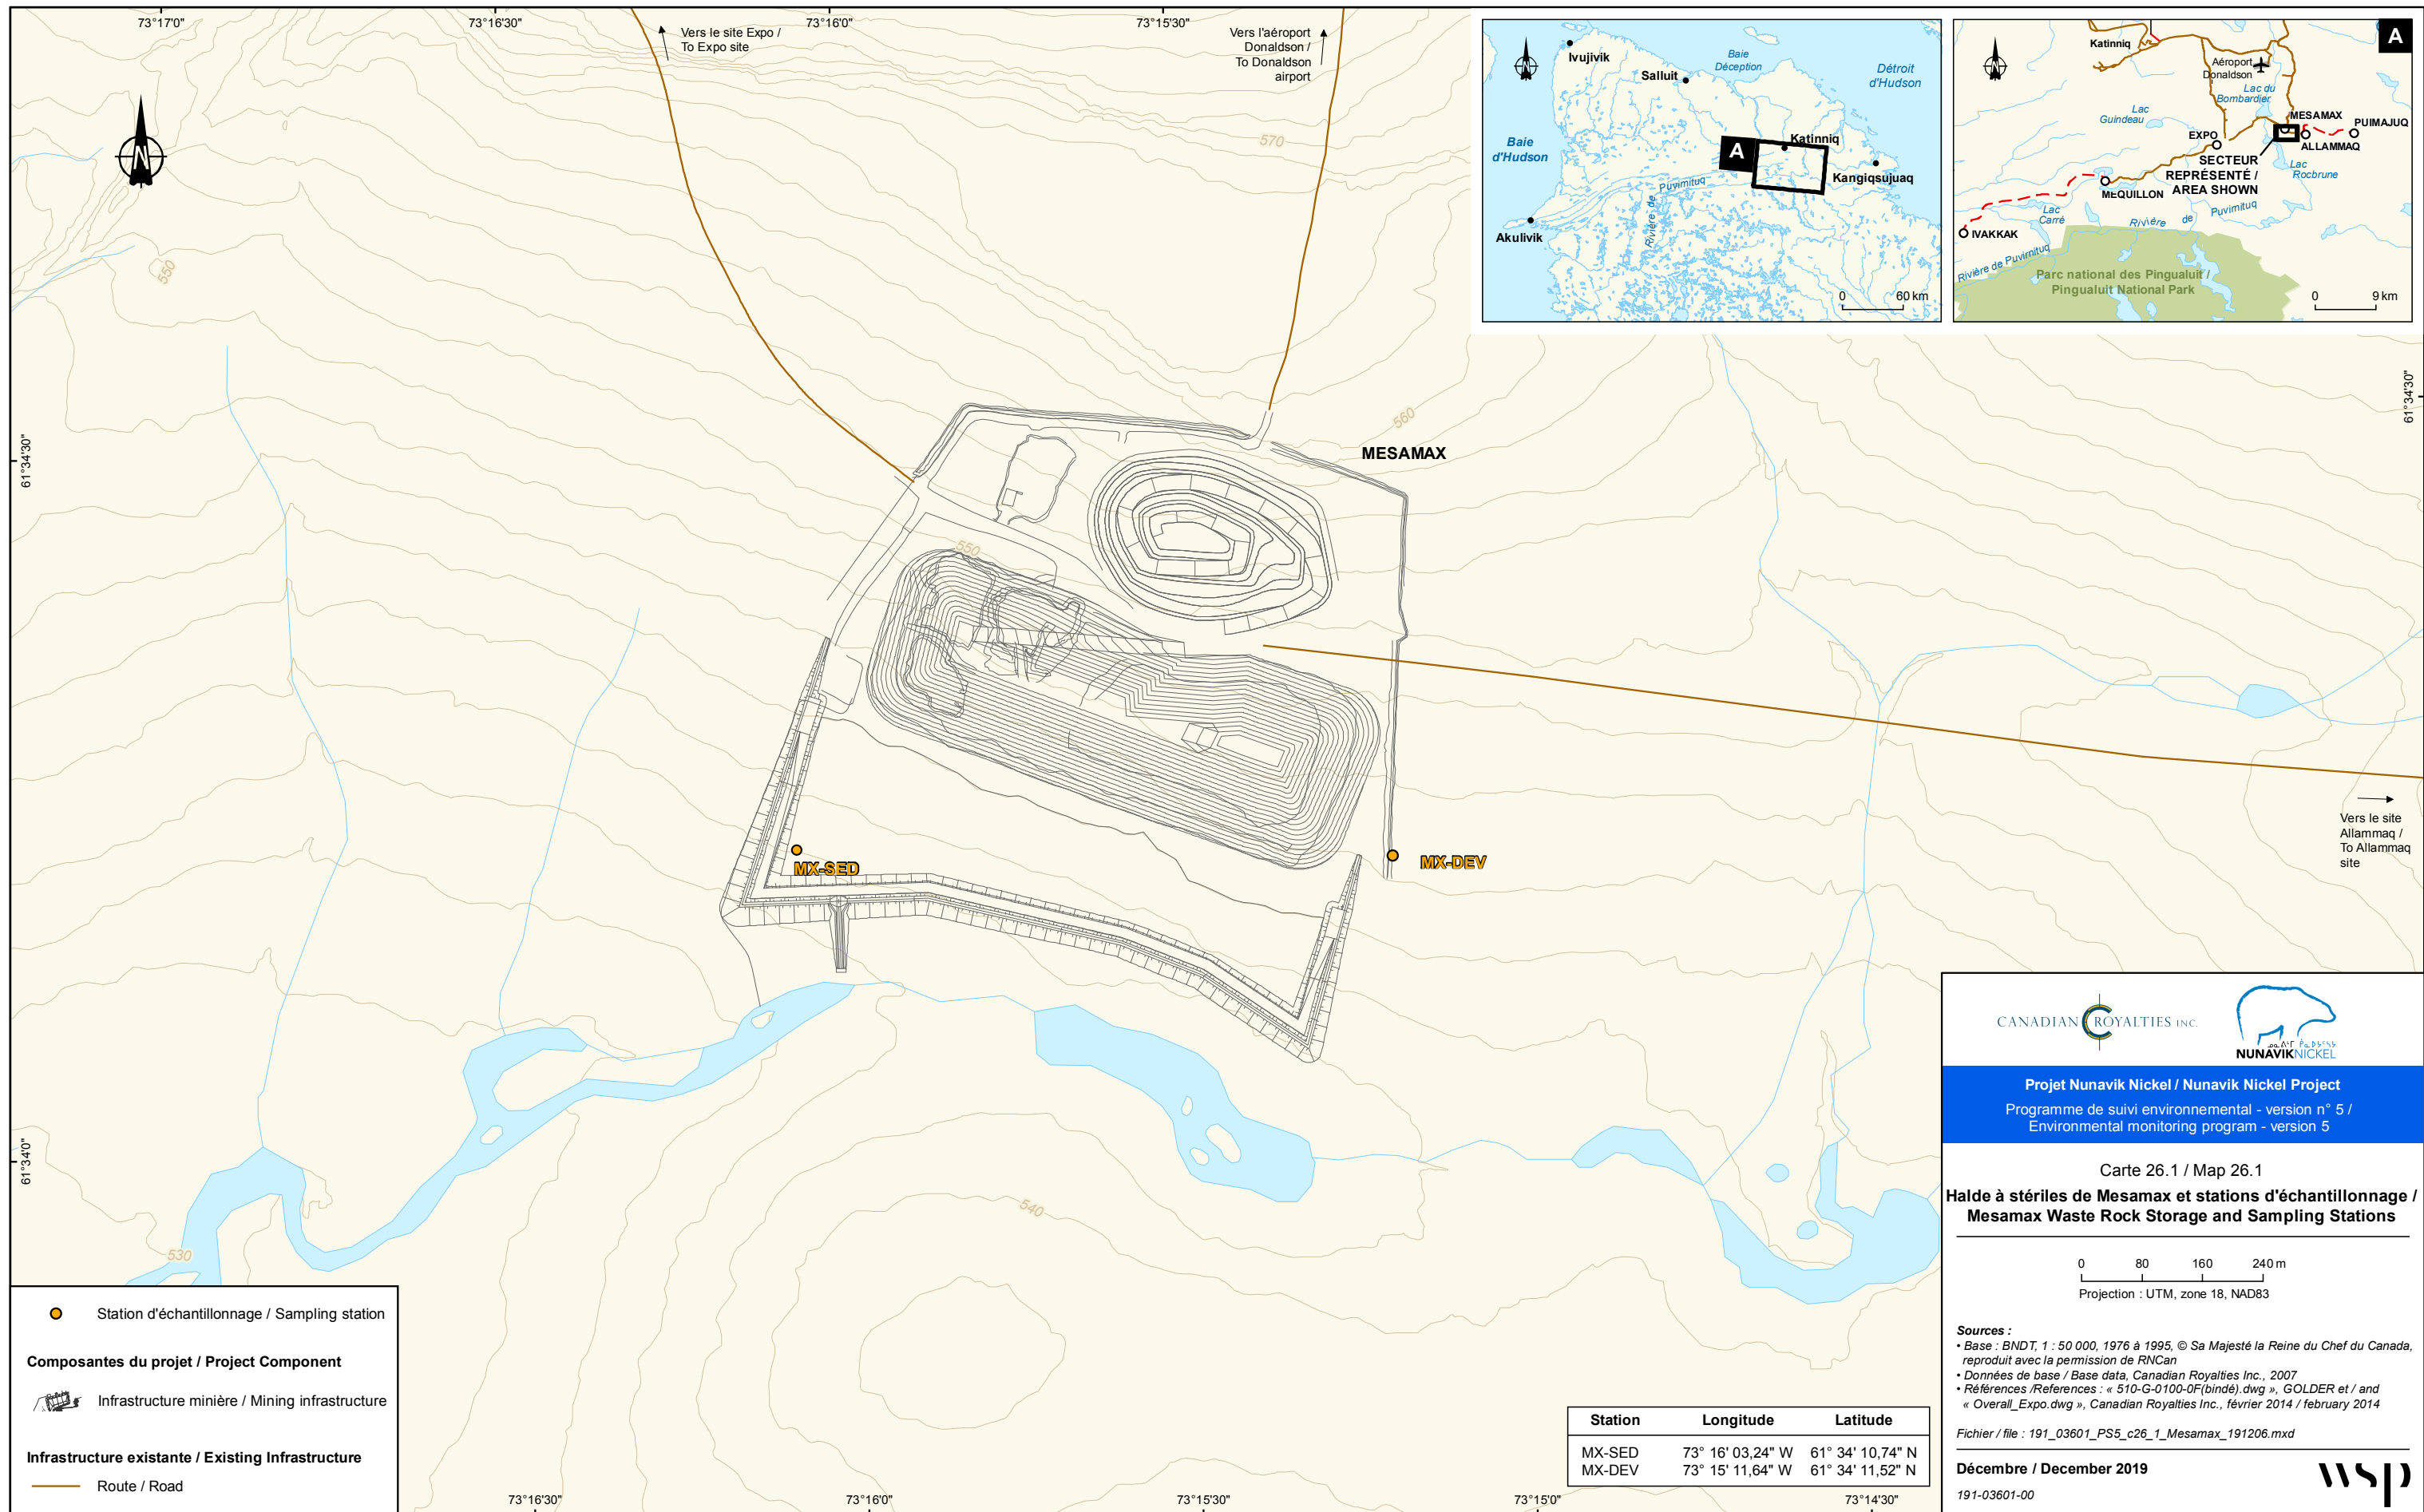 73°17'0"
73°16'30"
73°16'0"
73°15'30"
Vers le site Expo /
To Expo site
Vers l'aéroport
Donaldson /
To Donaldson
airport
N
570
550
560
550
540
530
61°34'30"
61°34'30"
61°34'0"
MESAMAX
MX-SED
MX-DEV
Vers le site
Allammaq /
To Allammaq
site
Ivujivik
Salluit
Baie
Déception
Détroit
d'Hudson
Baie
d'Hudson
A
Katinniq
Kangiqsujuaq
Puvirnituq
Rivière de
Akulivik
0 60 km
A
Katinniq
Aéroport
Donaldson
Lac du
Bombardier
Lac
Guindeau
MESAMAX
PUIMAJUQ
EXPO
ALLAMMAQ
SECTEUR
REPRÉSENTÉ /
AREA SHOWN
Lac
Rocbrune
MEQUILLON
Lac
Carré
Rivière de Puvirnituq
IVAKKAK
Rivière de Puvirnituq
Parc national des Pingualuit /
Pingualuit National Park
0 9 km
Station d'échantillonnage / Sampling station
Composantes du projet / Project Component
Infrastructure minière / Mining infrastructure
Infrastructure existante / Existing Infrastructure
Route / Road
73°16'30"
73°16'0"
73°15'30"
73°15'0"
73°14'30"
Station Longitude Latitude
MX-SED 73° 16' 03,24" W 61° 34' 10,74" N
MX-DEV 73° 15' 11,64" W 61° 34' 11,52" N
CANADIAN ROYALTIES INC.
NUNAVIKNICKEL
Projet Nunavik Nickel / Nunavik Nickel Project
Programme de suivi environnemental - version n° 5 /
Environmental monitoring program - version 5
Carte 26.1 / Map 26.1
Halde à stériles de Mesamax et stations d'échantillonnage /
Mesamax Waste Rock Storage and Sampling Stations
0 80 160 240 m
Projection : UTM, zone 18, NAD83
Sources :
• Base : BNDT, 1 : 50 000, 1976 à 1995, © Sa Majesté la Reine du Chef du Canada,
reproduit avec la permission de RNCan
• Données de base / Base data, Canadian Royalties Inc., 2007
• Références /References : « 510-G-0100-0F(bindé).dwg », GOLDER et / and
« Overall_Expo.dwg », Canadian Royalties Inc., février 2014 / february 2014
Fichier / file : 191_03601_PS5_c26_1_Mesamax_191206.mxd
Décembre / December 2019
191-03601-00
wsp